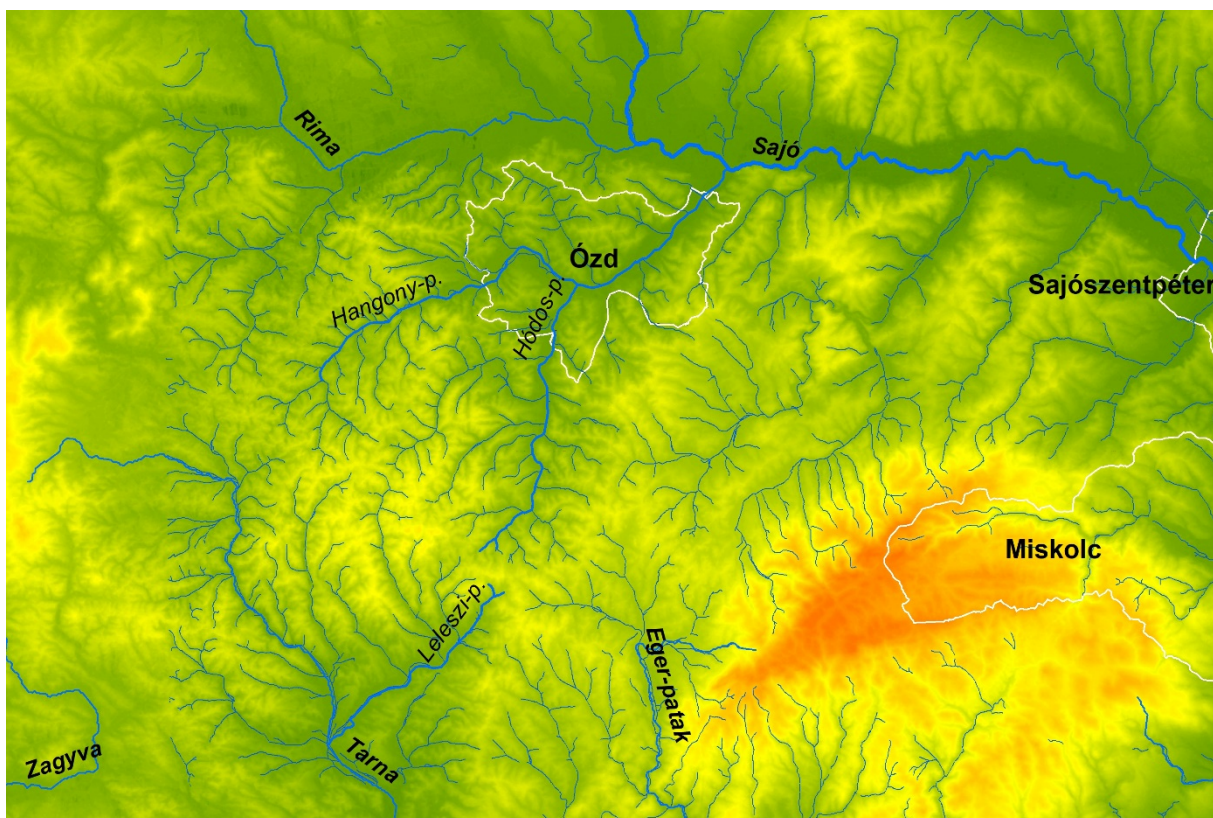 Rima
Sajó
Ózd
Hangony-p.
Hódos-p.
Sajószentpéter
Miskolc
Leleszi-p.
Eger-patak
Zagyva
Tarna